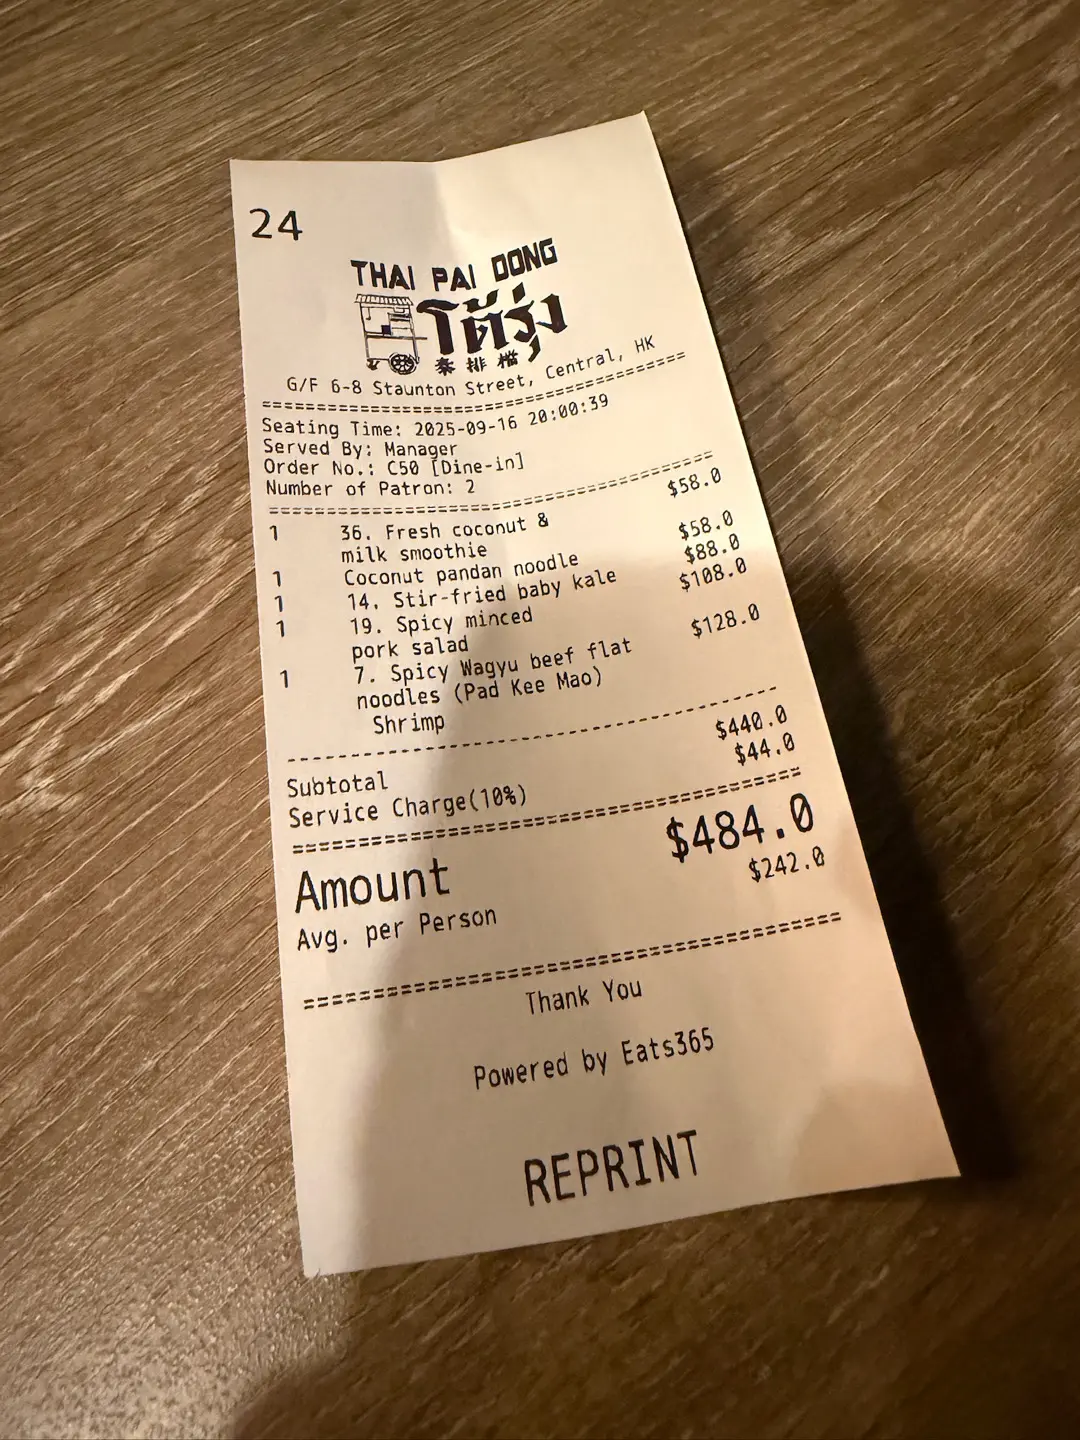 24
THAI PAI DONG
โต้รุ่ง
泰排檔
G/F 6-8 Staunton Street, Central, HK
Seating Time: 2025-09-16 20:00:39
Served By: Manager
Order No.: C50 [Dine-in]
Number of Patron: 2
1 36. Fresh coconut & $58.0
milk smoothie
1 Coconut pandan noodle $58.0
1 14. Stir-fried baby kale $88.0
1 19. Spicy minced $108.0
pork salad
1 7. Spicy Wagyu beef flat $128.0
noodles (Pad Kee Mao)
Shrimp
Subtotal $440.0
Service Charge(10%) $44.0
Amount $484.0
Avg. per Person $242.0
Thank You
Powered by Eats365
REPRINT